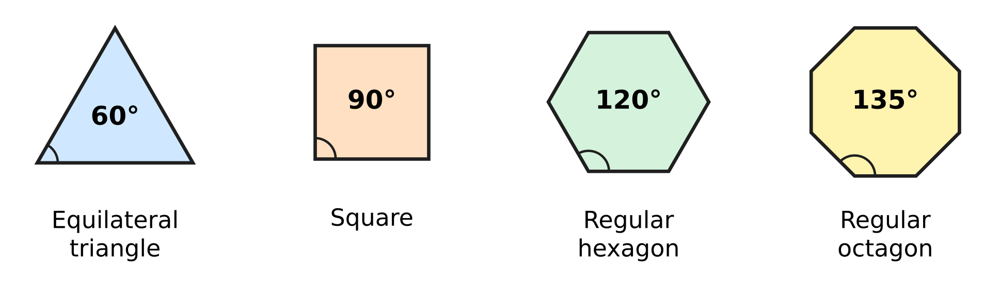 60°
90°
120°
135°
Equilateral
triangle
Square
Regular
hexagon
Regular
octagon